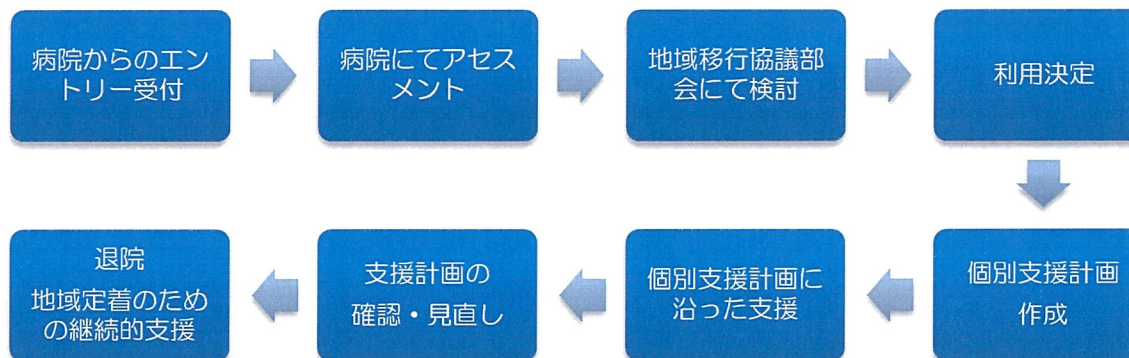 病院からのエン
トリー受付
病院にてアセス
メント
地域移行協議部
会にて検討
利用決定
個別支援計画
作成
個別支援計画に
沿った支援
支援計画の
確認・見直し
退院
地域定着のため
の継続的支援